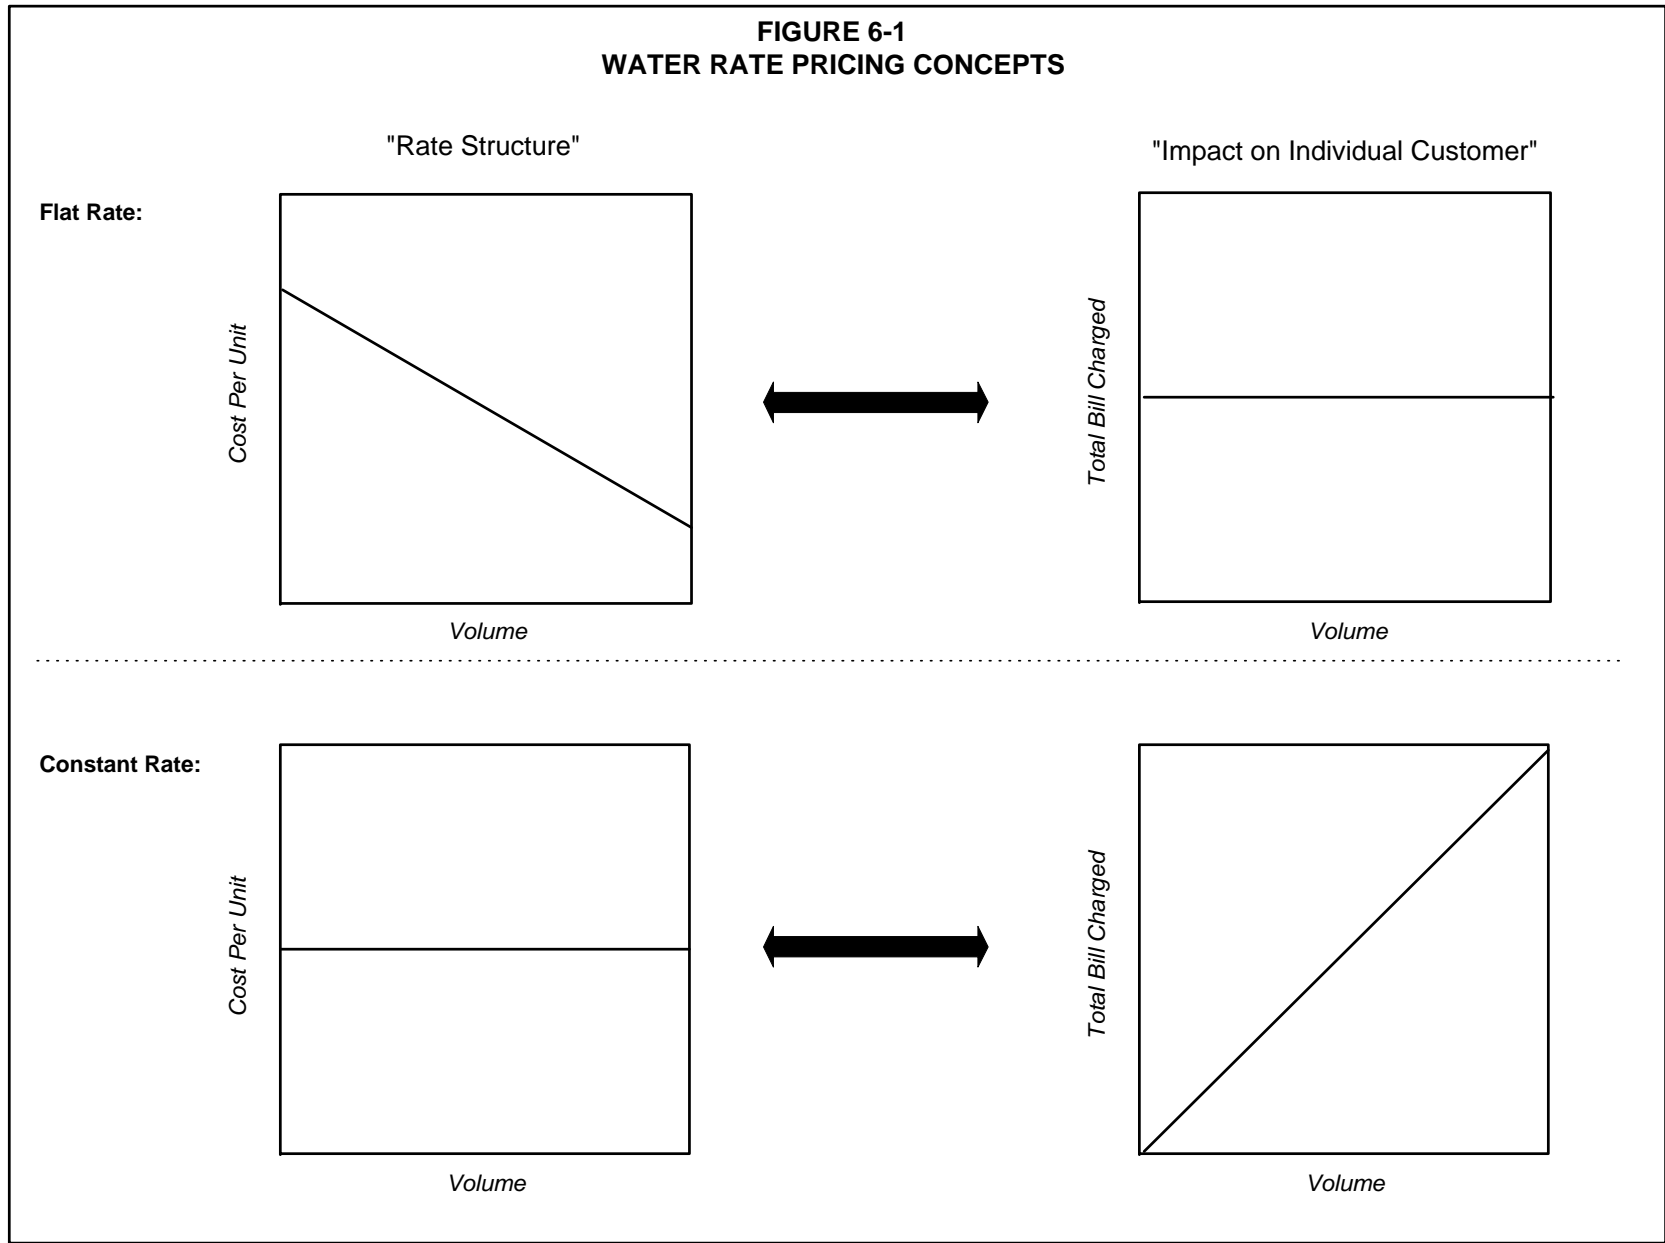 FIGURE 6-1
WATER RATE PRICING CONCEPTS
"Rate Structure"
"Impact on Individual Customer"
Flat Rate:
Cost Per Unit
Total Bill Charged
Volume
Volume
Constant Rate:
Cost Per Unit
Total Bill Charged
Volume
Volume